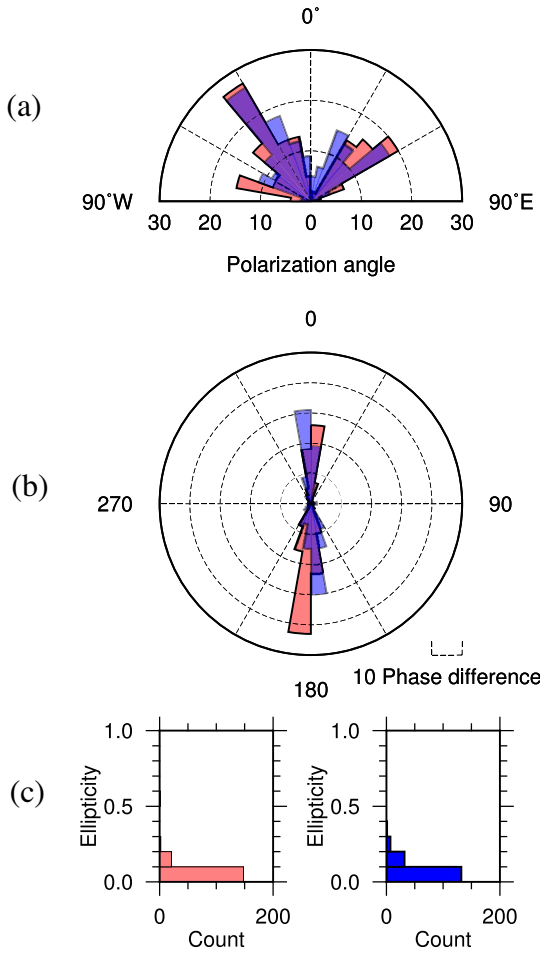 0°
(a)
90°W 90°E
30 20 10 0 10 20 30
Polarization angle
0
(b)
270 90
10 Phase difference
180
(c)
1.0 1.0
Ellipticity Ellipticity
0.5 0.5
0.0 0.0
0 200 0 200
Count Count